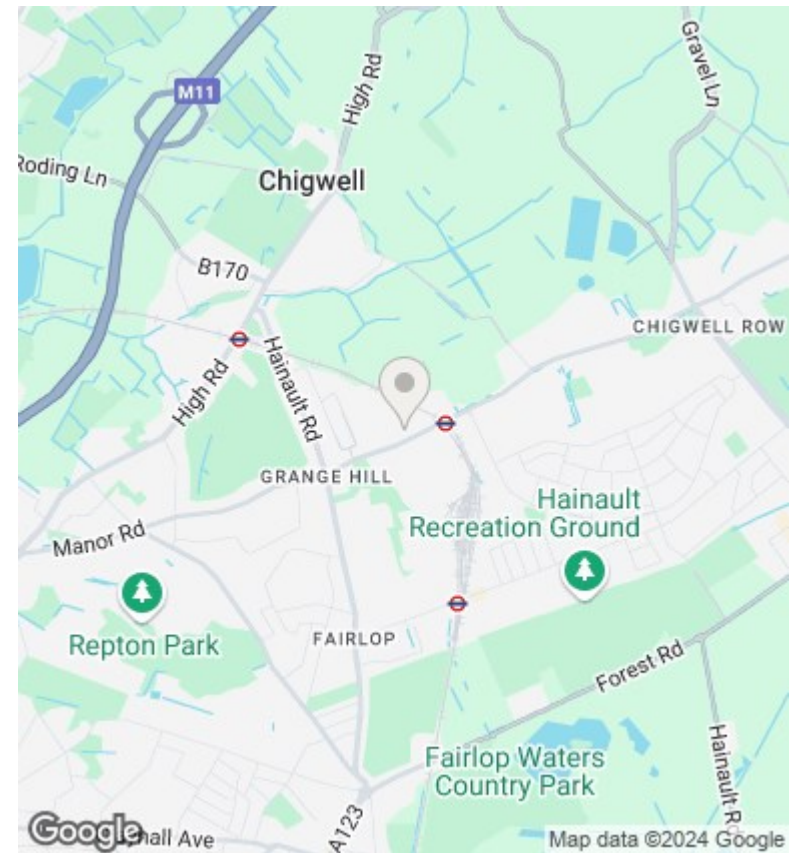 M11
High Rd
Gravel Ln
Roding Ln
Chigwell
B170
CHIGWELL ROW
High Rd
Hainault Rd
GRANGE HILL
Hainault
Recreation Ground
Manor Rd
Repton Park
FAIRLOP
Forest Rd
Fairlop Waters
Country Park
Hainault Rd
A123
Google
Ave
Map data ©2024 Google